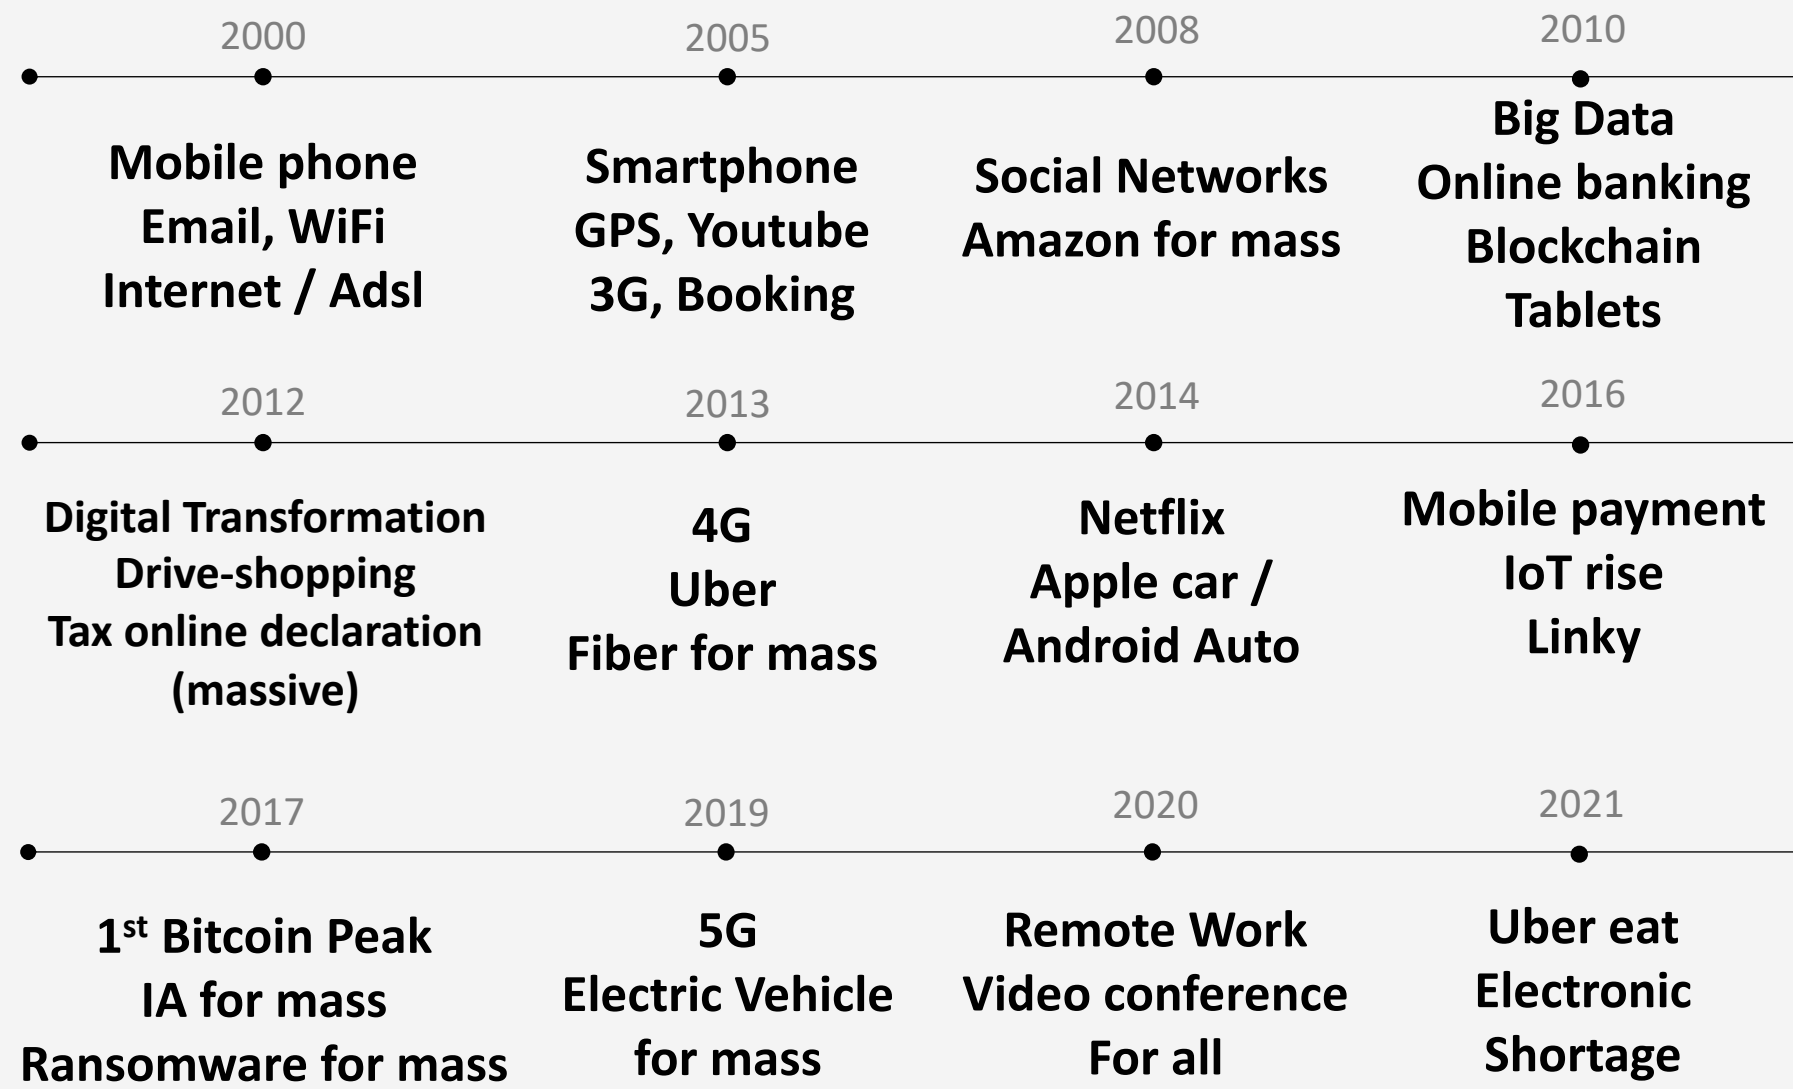 2000
Mobile phone
Email, WiFi
Internet / Adsl
2005
Smartphone
GPS, Youtube
3G, Booking
2008
Social Networks
Amazon for mass
2010
Big Data
Online banking
Blockchain
Tablets
2012
Digital Transformation
Drive-shopping
Tax online declaration
(massive)
2013
4G
Uber
Fiber for mass
2014
Netflix
Apple car /
Android Auto
2016
Mobile payment
IoT rise
Linky
2017
1st Bitcoin Peak
IA for mass
Ransomware for mass
2019
5G
Electric Vehicle
for mass
2020
Remote Work
Video conference
For all
2021
Uber eat
Electronic
Shortage